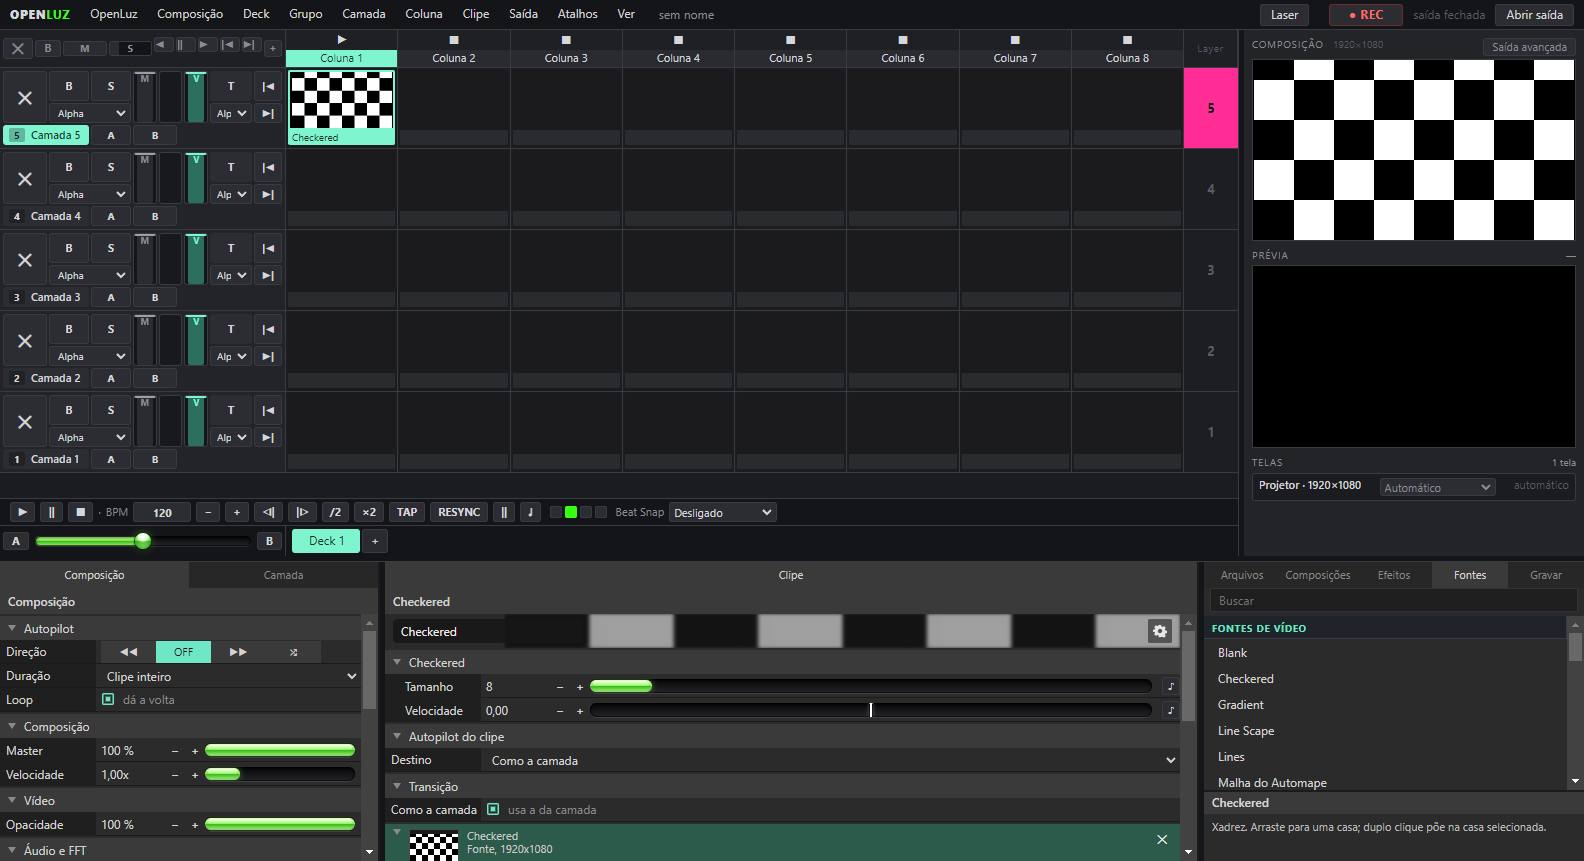 OPENLUZ OpenLuz Composição Deck Grupo Camada Coluna Clipe Saída Atalhos Ver sem nome Laser ● REC saída fechada Abrir saída
B M S +
Coluna 1 Coluna 2 Coluna 3 Coluna 4 Coluna 5 Coluna 6 Coluna 7 Coluna 8 Layer
COMPOSIÇÃO 1920×1080 Saída avançada
B S M V T
Alpha Alp
5 Camada 5 A B
Checkered
5
B S M V T
Alpha Alp
4 Camada 4 A B
4
B S M V T
Alpha Alp
3 Camada 3 A B
3
B S M V T
Alpha Alp
2 Camada 2 A B
2
B S M V T
Alpha Alp
1 Camada 1 A B
1
PRÉVIA —
TELAS 1 tela
Projetor · 1920×1080 Automático automático
· BPM 120 − + /2 ×2 TAP RESYNC Beat Snap Desligado
A B Deck 1 +
Composição Camada
Composição
Autopilot
Direção OFF
Duração Clipe inteiro
Loop dá a volta
Composição
Master 100 % − +
Velocidade 1,00x − +
Vídeo
Opacidade 100 % − +
Áudio e FFT
Clipe
Checkered
Checkered
Checkered
Tamanho 8 − +
Velocidade 0,00 − +
Autopilot do clipe
Destino Como a camada
Transição
Como a camada usa a da camada
Checkered
Fonte, 1920x1080
Arquivos Composições Efeitos Fontes Gravar
Buscar
FONTES DE VÍDEO
Blank
Checkered
Gradient
Line Scape
Lines
Malha do Automape
Checkered
Xadrez. Arraste para uma casa; duplo clique põe na casa selecionada.